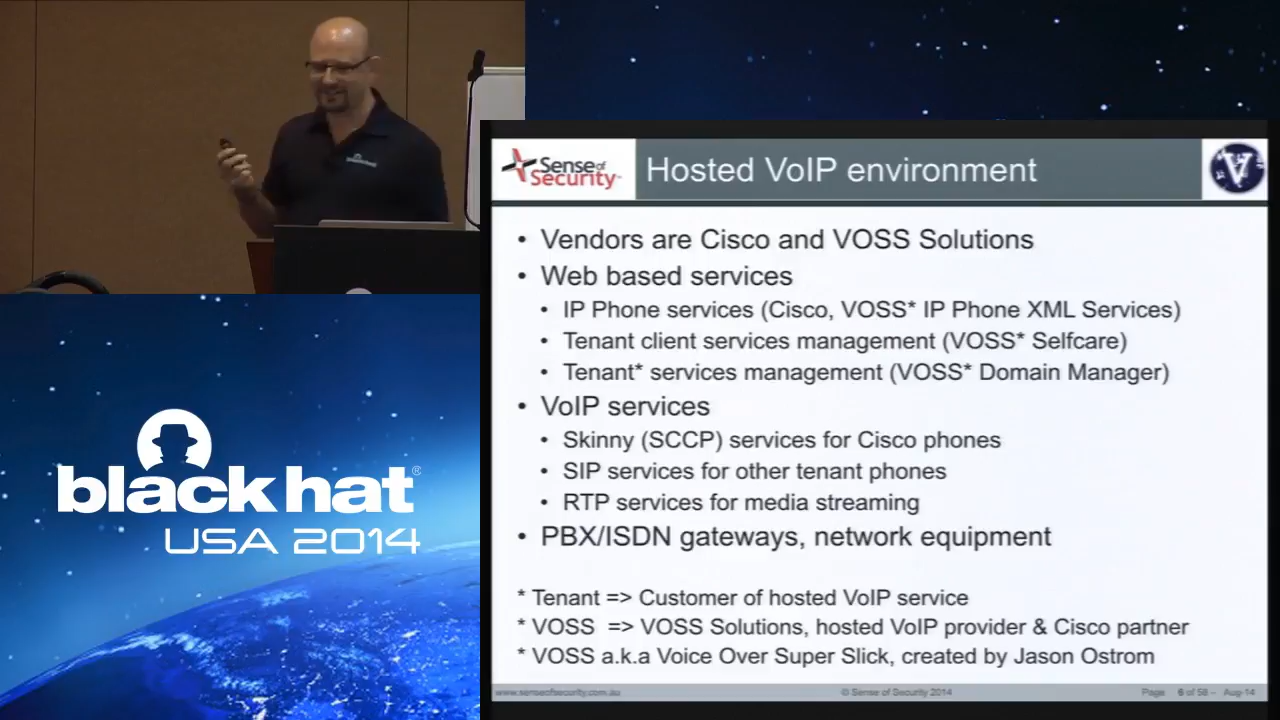 Sense of
Security
Hosted VoIP environment
V
• Vendors are Cisco and VOSS Solutions
• Web based services
• IP Phone services (Cisco, VOSS* IP Phone XML Services)
• Tenant client services management (VOSS* Selfcare)
• Tenant* services management (VOSS* Domain Manager)
• VoIP services
• Skinny (SCCP) services for Cisco phones
• SIP services for other tenant phones
• RTP services for media streaming
• PBX/ISDN gateways, network equipment
* Tenant => Customer of hosted VoIP service
* VOSS => VOSS Solutions, hosted VoIP provider & Cisco partner
* VOSS a.k.a Voice Over Super Slick, created by Jason Ostrom
www.senseofsecurity.com.au © Sense of Security 2014 Page 6 of 58 – Aug-14
black hat®
USA 2014